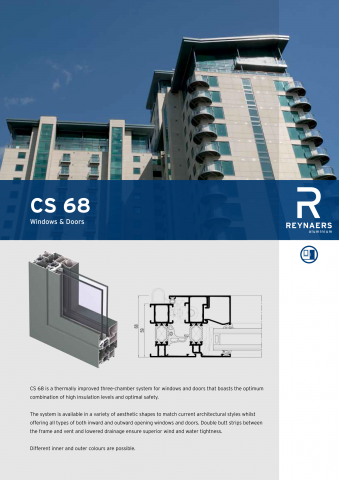 CS 68
Windows & Doors
REYNAERS
aluminium
CS 68 is a thermally improved three-chamber system for windows and doors that boasts the optimum
combination of high insulation levels and optimal safety.
The system is available in a variety of aesthetic shapes to match current architectural styles whilst
offering all types of both inward and outward opening windows and doors. Double butt strips between
the frame and vent and lowered drainage ensure superior wind and water tightness.
Different inner and outer colours are possible.